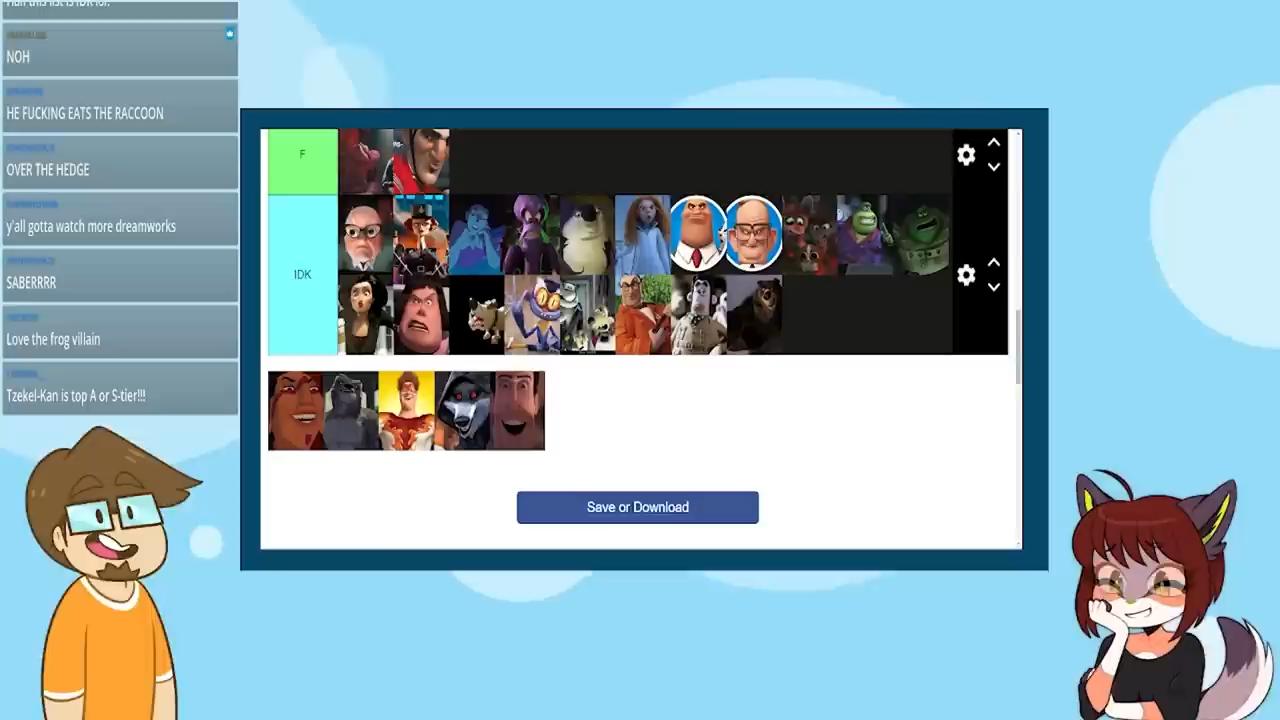 NOH
HE FUCKING EATS THE RACCOON
OVER THE HEDGE
y'all gotta watch more dreamworks
SABERRRR
Love the frog villain
Tzekel-Kan is top A or S-tier!!!
F
IDK
Save or Download